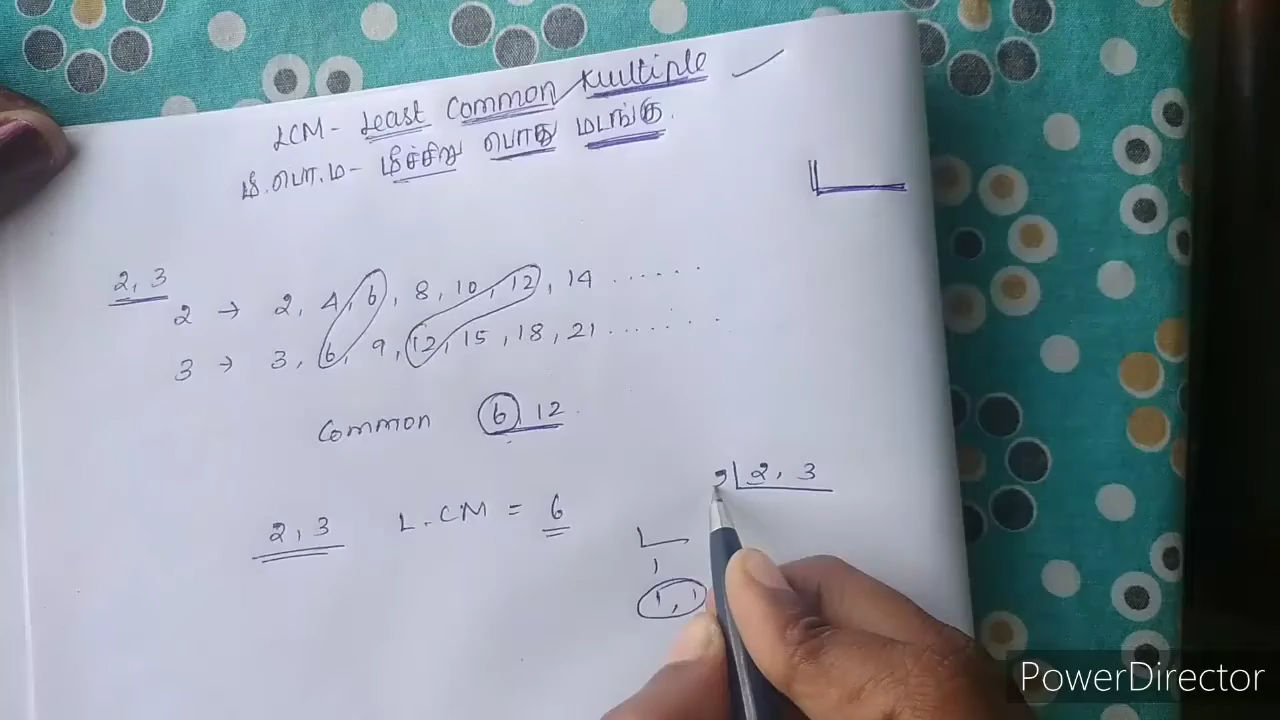 LCM - Least Common Multiple
மீ.பொ.ம - மீச்சிறு பொது மடங்கு
2, 3
2 → 2, 4, 6, 8, 10, 12, 14 ......
3 → 3, 6, 9, 12, 15, 18, 21 .......
Common 6, 12
2 | 2, 3
2, 3 L.CM = 6
1
1, 1
PowerDirector